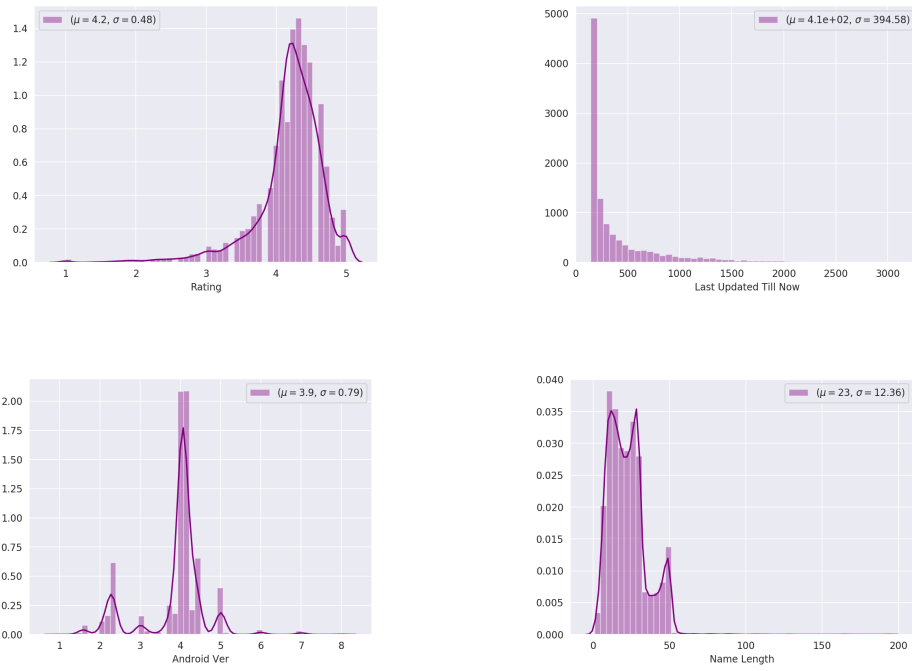 (μ = 4.2, σ = 0.48)
1.4
1.2
1.0
0.8
0.6
0.4
0.2
0.0
1 2 3 4 5
Rating
(μ = 4.1e+02, σ = 394.58)
5000
4000
3000
2000
1000
0
0 500 1000 1500 2000 2500 3000
Last Updated Till Now
(μ = 3.9, σ = 0.79)
2.00
1.75
1.50
1.25
1.00
0.75
0.50
0.25
0.00
1 2 3 4 5 6 7 8
Android Ver
(μ = 23, σ = 12.36)
0.040
0.035
0.030
0.025
0.020
0.015
0.010
0.005
0.000
0 50 100 150 200
Name Length